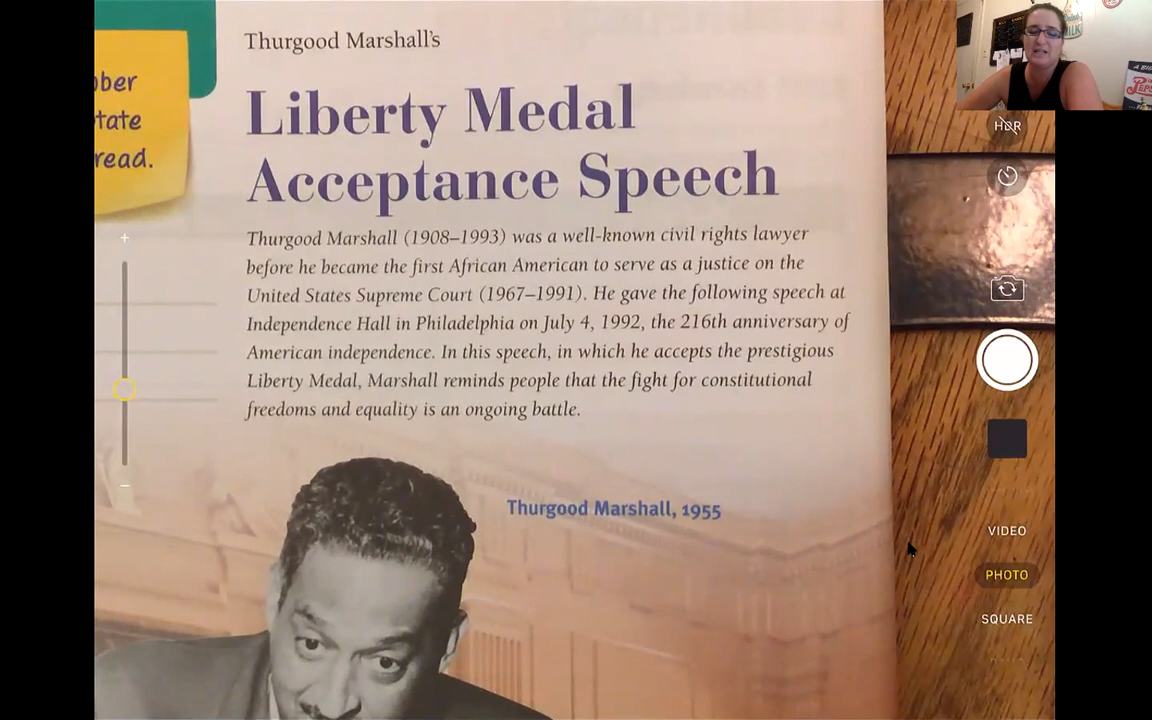 Thurgood Marshall's
Liberty Medal
Acceptance Speech
Thurgood Marshall (1908–1993) was a well-known civil rights lawyer
before he became the first African American to serve as a justice on the
United States Supreme Court (1967–1991). He gave the following speech at
Independence Hall in Philadelphia on July 4, 1992, the 216th anniversary of
American independence. In this speech, in which he accepts the prestigious
Liberty Medal, Marshall reminds people that the fight for constitutional
freedoms and equality is an ongoing battle.
Thurgood Marshall, 1955
read.
HDR
VIDEO
PHOTO
SQUARE
MILK